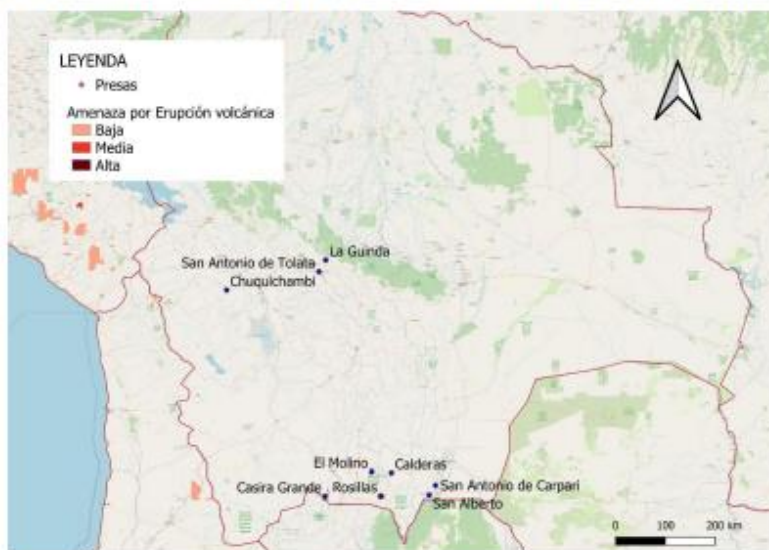 LEYENDA
Presas
Amenaza por Erupción volcánica
Baja
Media
Alta
La Guinda
San Antonio de Tolata
Chuquichambi
El Molino
Calderas
Casira Grande
Rosillas
San Antonio de Carpari
San Alberto
0 100 200 km